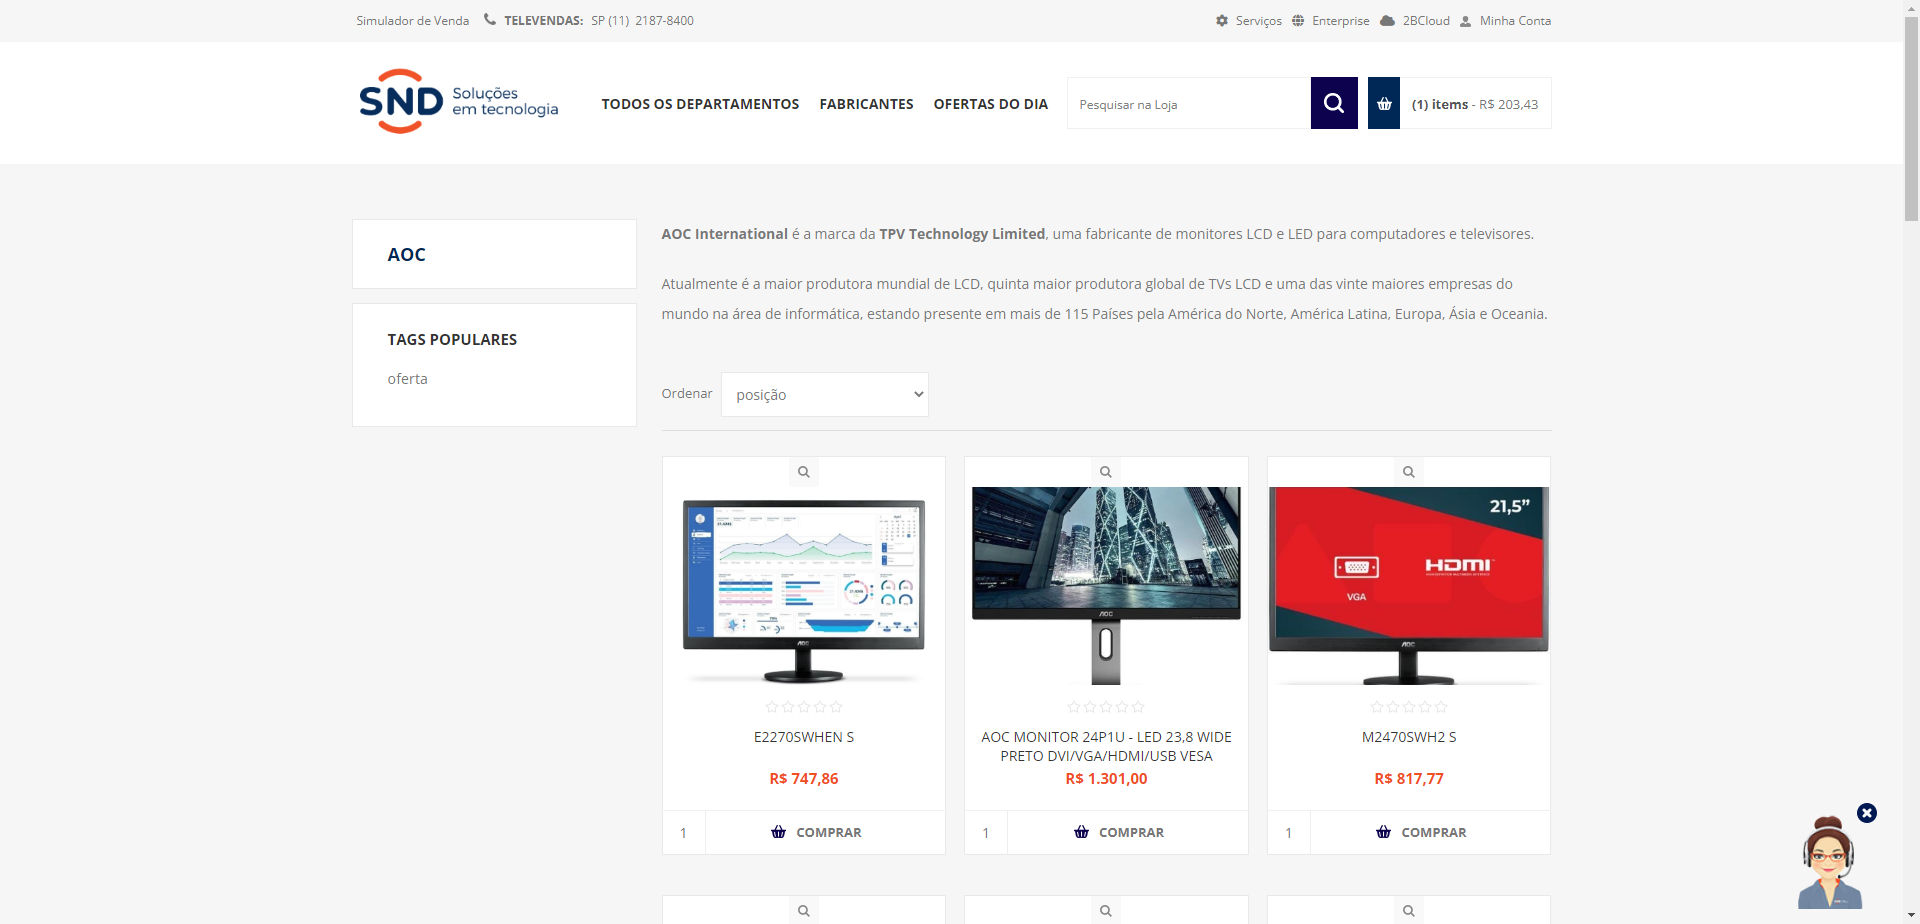 Simulador de Venda TELEVENDAS: SP (11) 2187-8400
Serviços Enterprise 2BCloud Minha Conta
SND Soluções em tecnologia
TODOS OS DEPARTAMENTOS FABRICANTES OFERTAS DO DIA
Pesquisar na Loja
(1) items - R$ 203,43
AOC
TAGS POPULARES
oferta
AOC International é a marca da TPV Technology Limited, uma fabricante de monitores LCD e LED para computadores e televisores.
Atualmente é a maior produtora mundial de LCD, quinta maior produtora global de TVs LCD e uma das vinte maiores empresas do
mundo na área de informática, estando presente em mais de 115 Países pela América do Norte, América Latina, Europa, Ásia e Oceania.
Ordenar posição
AOC
E2270SWHEN S
R$ 747,86
1 COMPRAR
AOC
AOC MONITOR 24P1U - LED 23,8 WIDE
PRETO DVI/VGA/HDMI/USB VESA
R$ 1.301,00
1 COMPRAR
21,5”
VGA
HDMI
AOC
M2470SWH2 S
R$ 817,77
1 COMPRAR